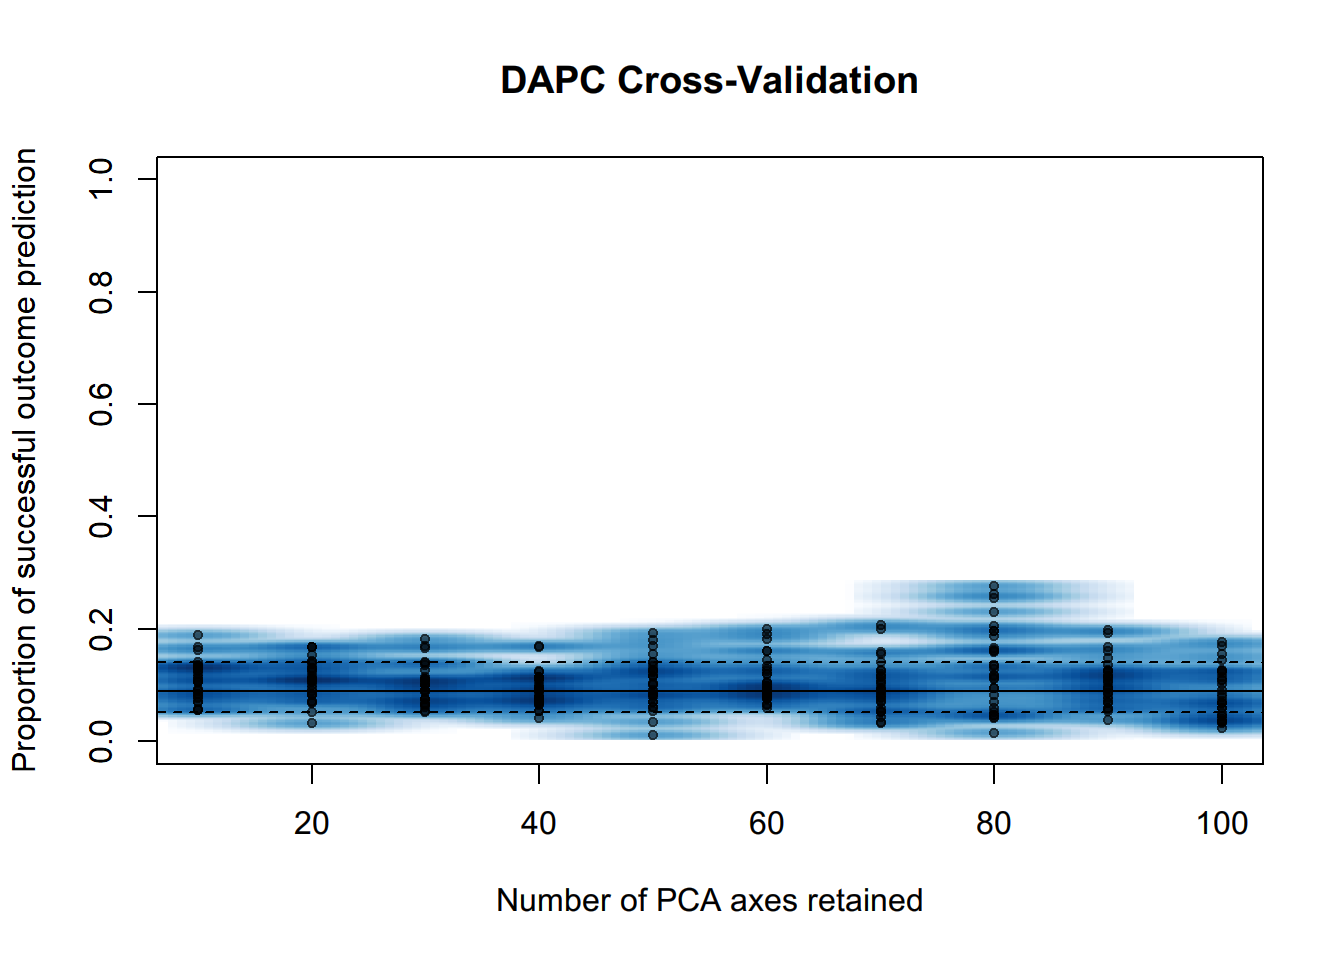 DAPC Cross-Validation
Proportion of successful outcome prediction
1.0
0.8
0.6
0.4
0.2
0.0
20 40 60 80 100
Number of PCA axes retained